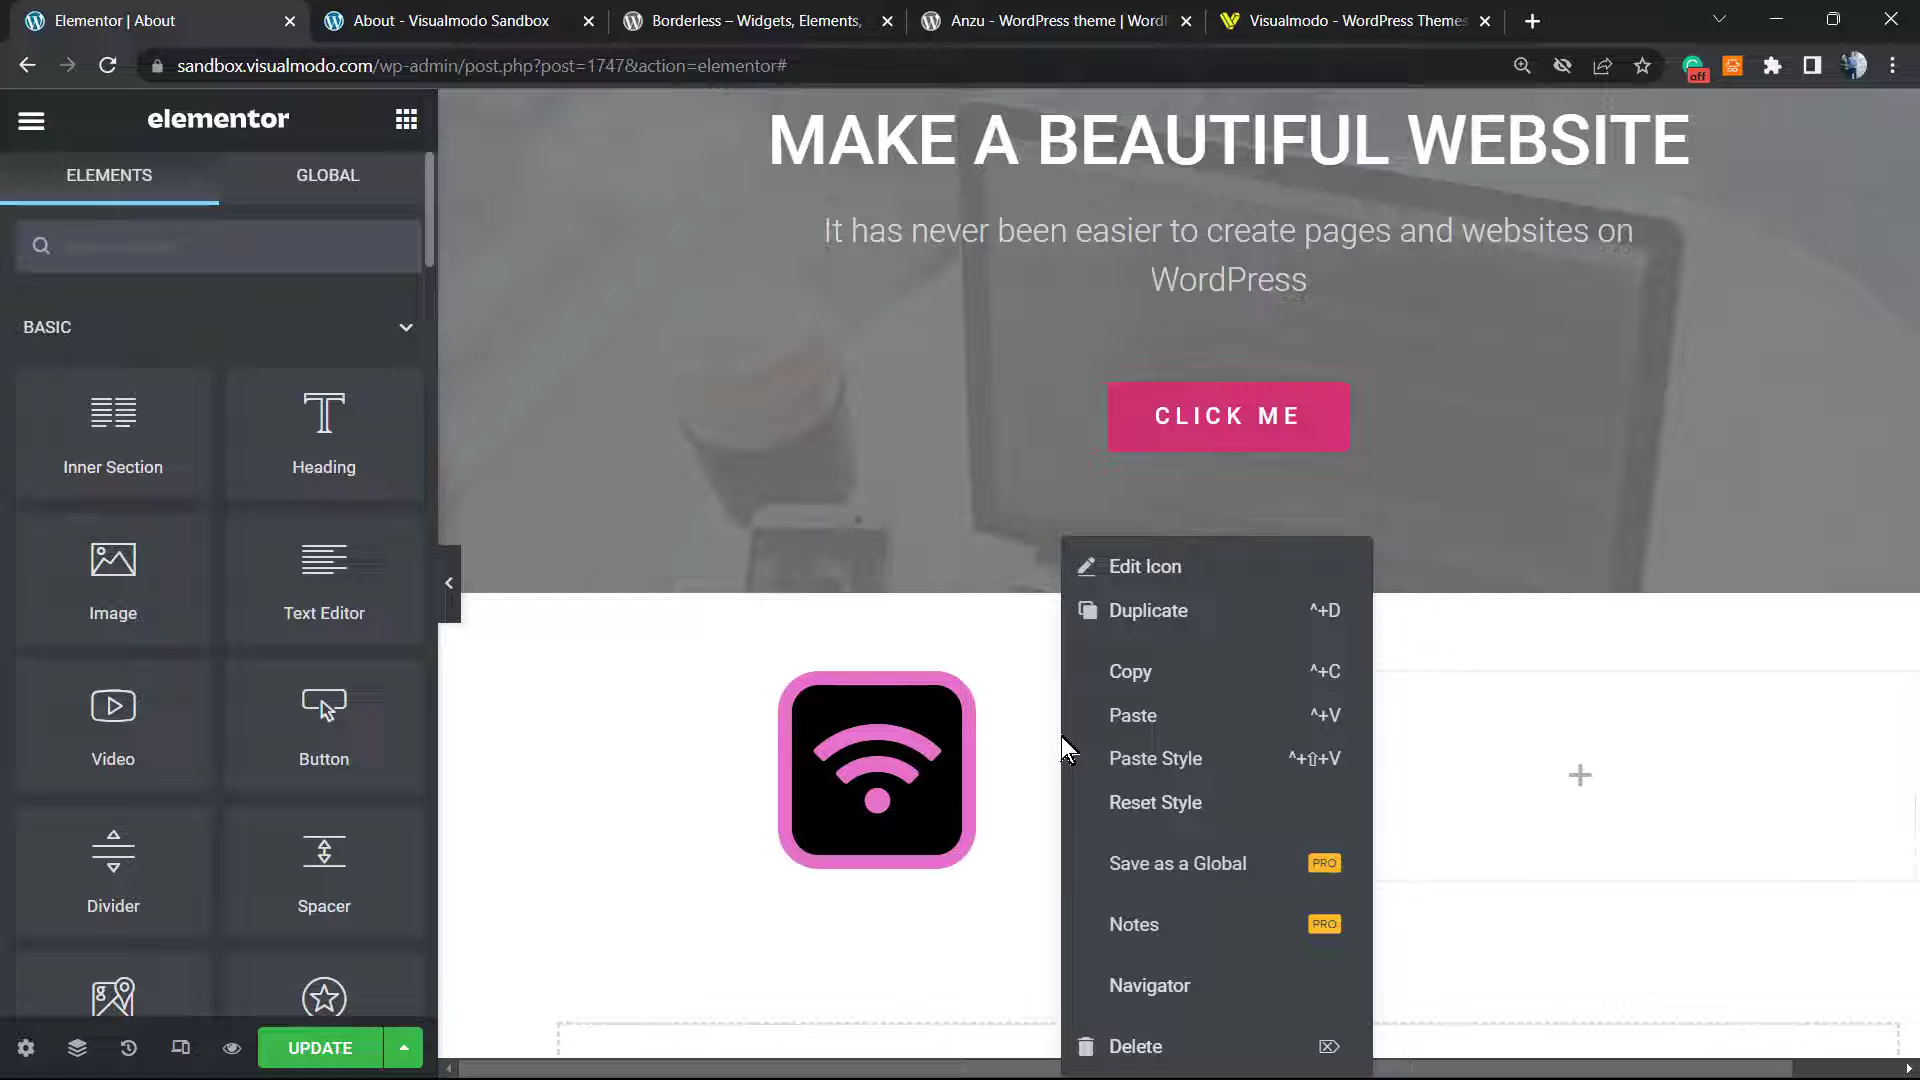 Elementor | About
About - Visualmodo Sandbox
Borderless – Widgets, Elements,
Anzu - WordPress theme | Word
Visualmodo - WordPress Themes
sandbox.visualmodo.com/wp-admin/post.php?post=1747&action=elementor#
off
elementor
ELEMENTS
GLOBAL
BASIC
Inner Section
Heading
Image
Text Editor
Video
Button
Divider
Spacer
UPDATE
MAKE A BEAUTIFUL WEBSITE
It has never been easier to create pages and websites on
WordPress
CLICK ME
Edit Icon
Duplicate ^+D
Copy ^+C
Paste ^+V
Paste Style ^+⇧+V
Reset Style
Save as a Global PRO
Notes PRO
Navigator
Delete ⌦